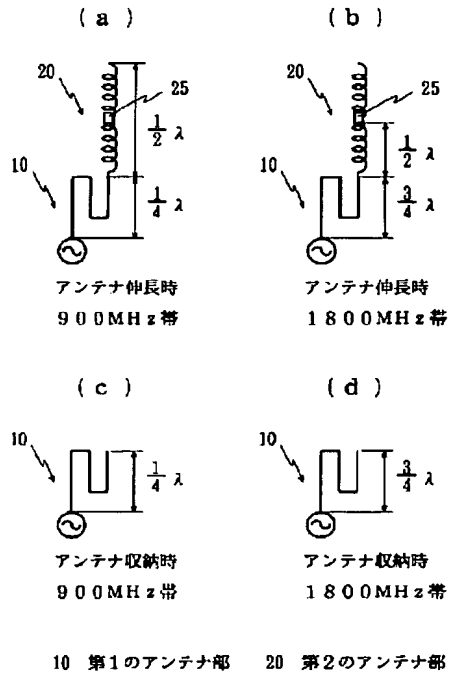 (a)
20
25
1/2 λ
10
1/4 λ
アンテナ伸長時
900MHz帯
(b)
20
25
1/2 λ
10
3/4 λ
アンテナ伸長時
1800MHz帯
(c)
10
1/4 λ
アンテナ収納時
900MHz帯
(d)
10
3/4 λ
アンテナ収納時
1800MHz帯
10 第1のアンテナ部 20 第2のアンテナ部